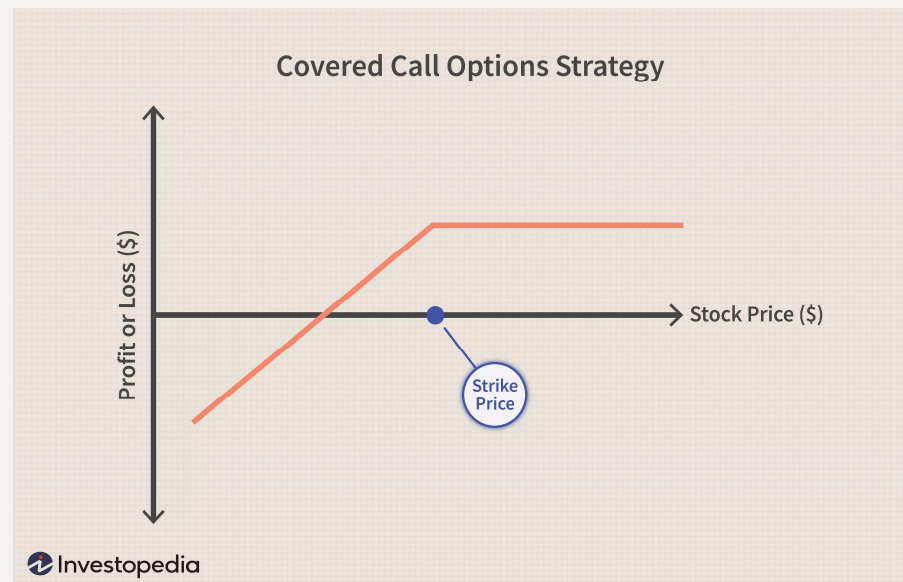 Covered Call Options Strategy
Profit or Loss ($)
Stock Price ($)
Strike
Price
Investopedia